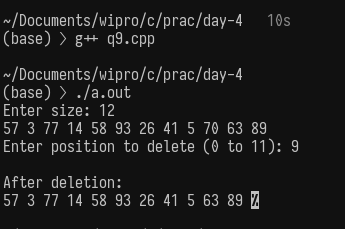 ~/Documents/wipro/c/prac/day-4 10s
(base) > g++ q9.cpp
~/Documents/wipro/c/prac/day-4
(base) > ./a.out
Enter size: 12
57 3 77 14 58 93 26 41 5 70 63 89
Enter position to delete (0 to 11): 9
After deletion:
57 3 77 14 58 93 26 41 5 63 89 %